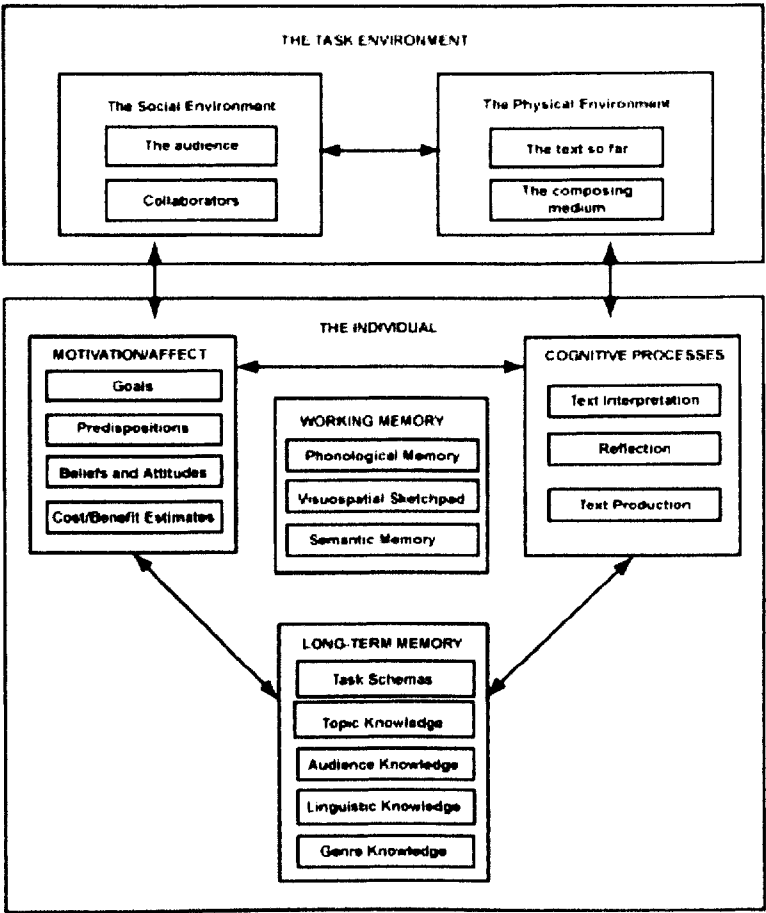 THE TASK ENVIRONMENT
The Social Environment
The audience
Collaborators
The Physical Environment
The text so far
The composing
medium
THE INDIVIDUAL
MOTIVATION/AFFECT
Goals
Predispositions
Beliefs and Attitudes
Cost/Benefit Estimates
WORKING MEMORY
Phonological Memory
Visuospatial Sketchpad
Semantic Memory
COGNITIVE PROCESSES
Text Interpretation
Reflection
Text Production
LONG-TERM MEMORY
Task Schemas
Topic Knowledge
Audience Knowledge
Linguistic Knowledge
Genre Knowledge